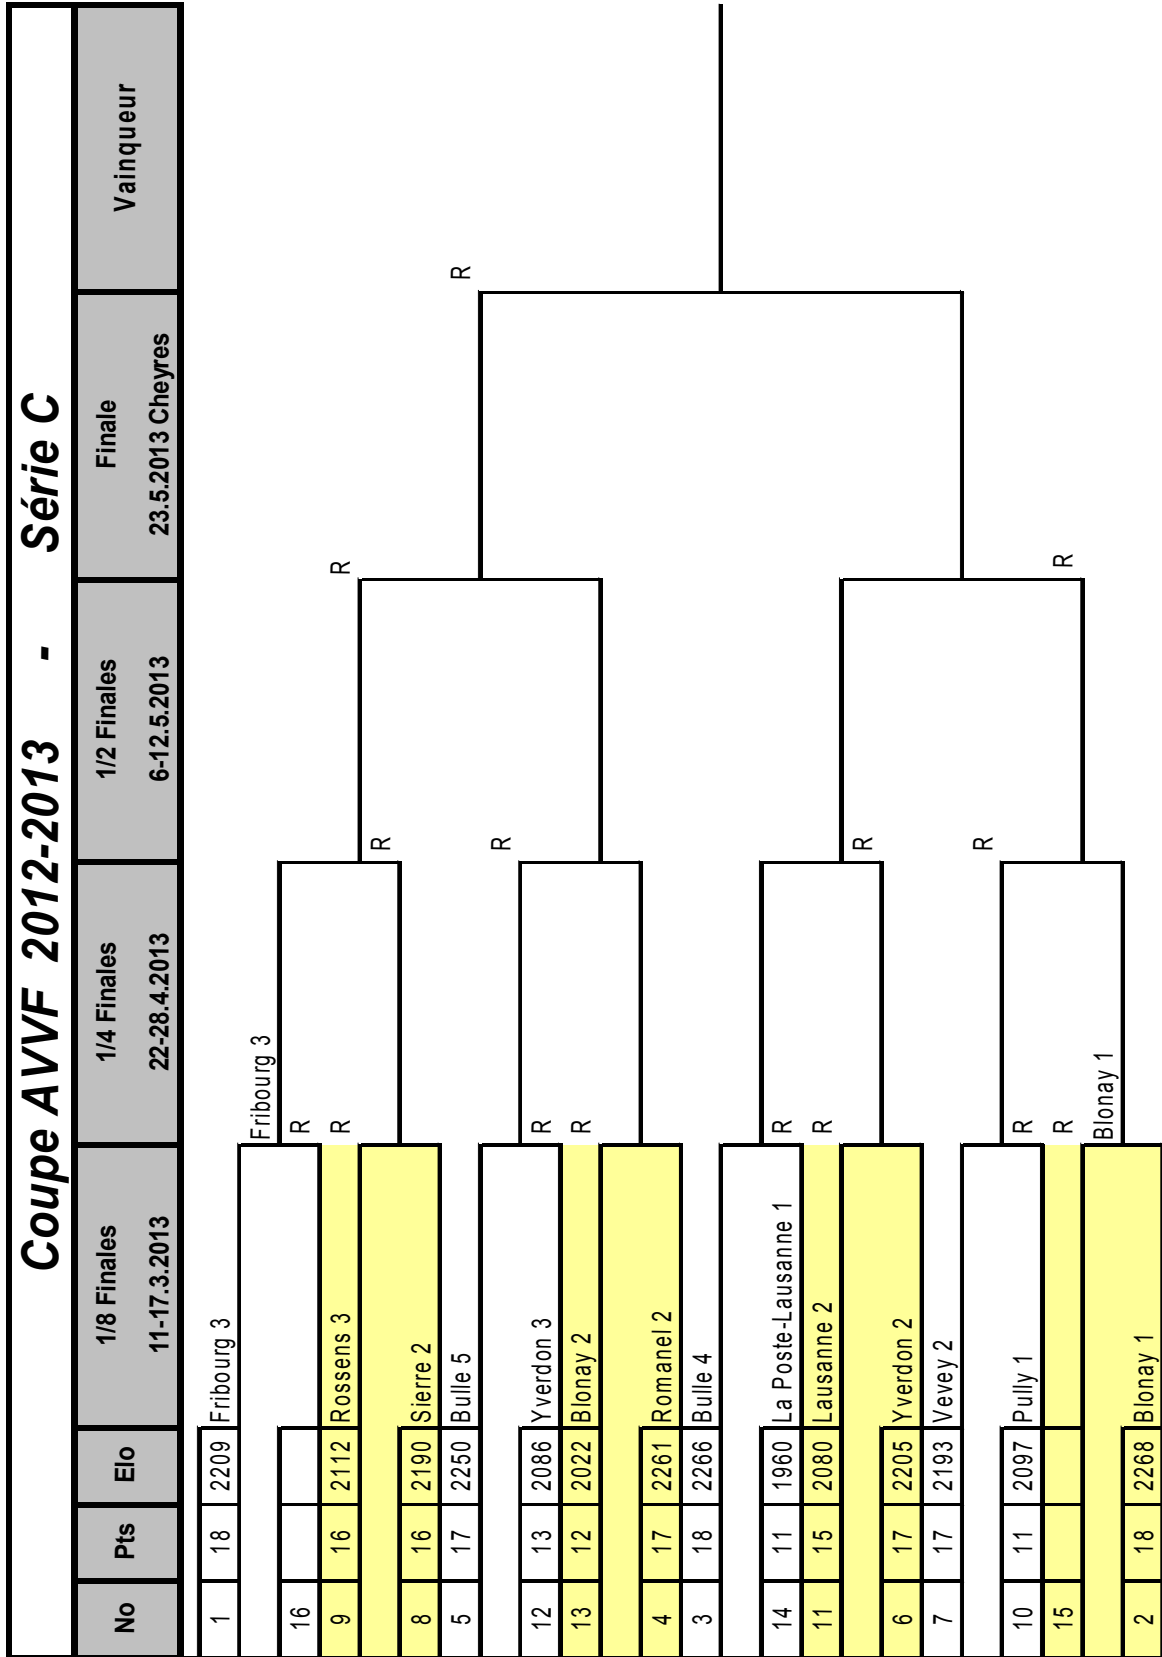 Coupe AVVF 2012-2013 - Série C
No Pts Elo 1/8 Finales 1/4 Finales 1/2 Finales Finale Vainqueur
11-17.3.2013 22-28.4.2013 6-12.5.2013 23.5.2013 Cheyres
1 18 2209 Fribourg 3
Fribourg 3
16 R
9 16 2112 Rossens 3 R R
R
8 16 2190 Sierre 2
5 17 2250 Bulle 5 R
R
12 13 2086 Yverdon 3 R
13 12 2022 Blonay 2 R
4 17 2261 Romanel 2
3 18 2266 Bulle 4
14 11 1960 La Poste-Lausanne 1 R
11 15 2080 Lausanne 2 R
R
6 17 2205 Yverdon 2
7 17 2193 Vevey 2
R
10 11 2097 Pully 1 R
15 R R
Blonay 1
2 18 2268 Blonay 1